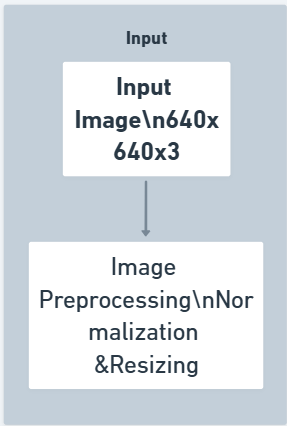 Input
Input
Image\n640x
640x3
Image
Preprocessing\nNor
malization
&Resizing